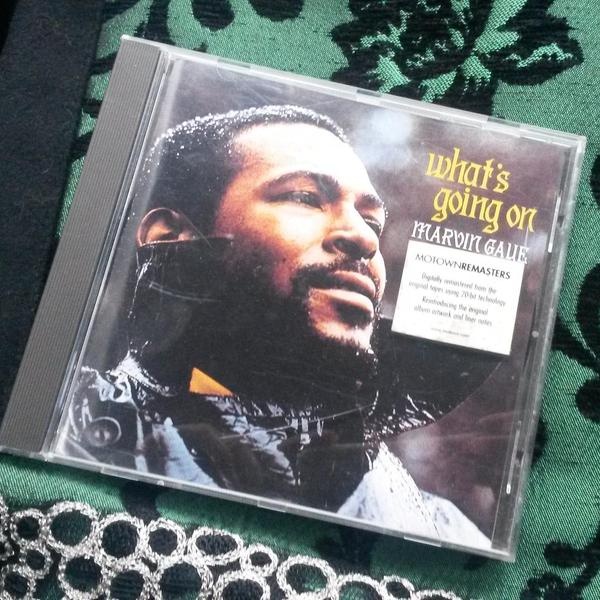 what's
going on
MARVIN GAYE
MOTOWNREMASTERS
Digitally remastered from the
original tapes using 20-bit technology
Reintroducing the original
album artwork and liner notes